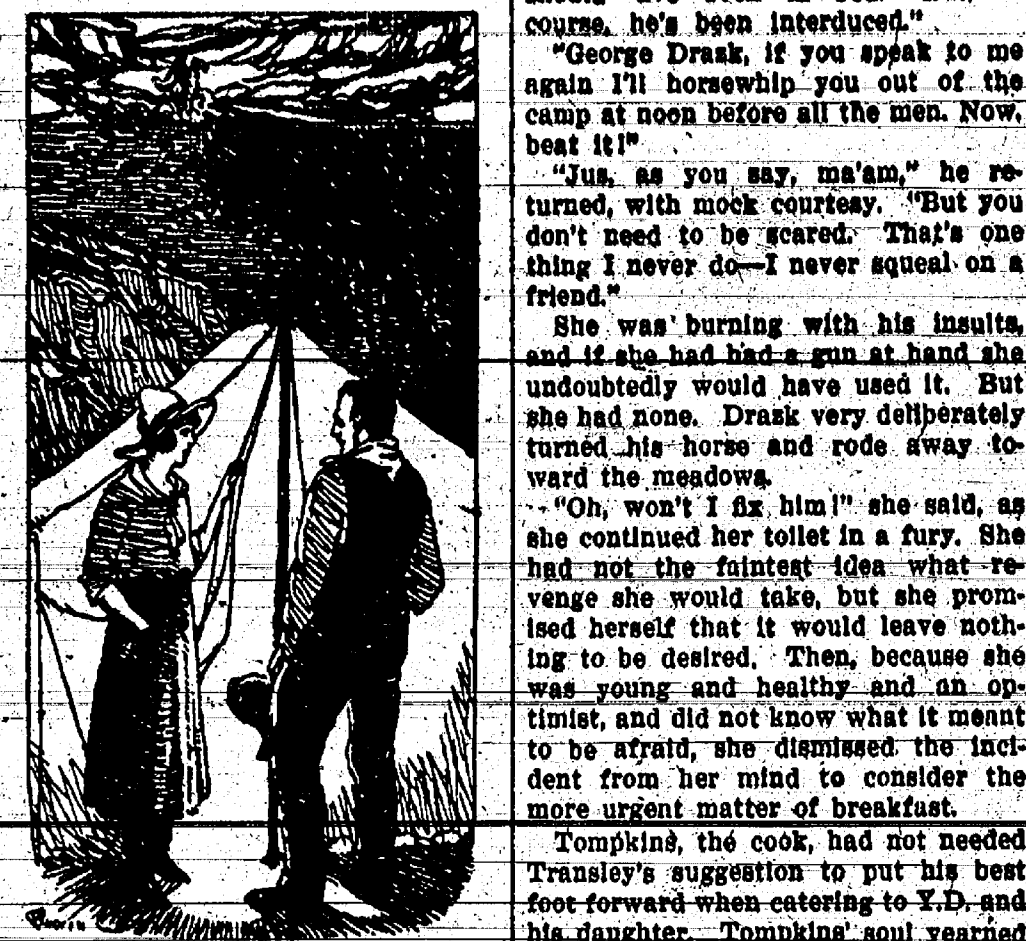 course, he's been interduced."
"George Drask, if you speak to me
again I'll horsewhip you out of the
camp at noon before all the men. Now,
beat it!"
"Jus, as you say, ma'am," he re-
turned, with mock courtesy. "But you
don't need to be scared. That's one
thing I never do—I never squeal on a
friend."
She was burning with his insults,
and if she had had a gun at hand she
undoubtedly would have used it. But
she had none. Drask very deliberately
turned his horse and rode away to-
ward the meadows.
"Oh, won't I fix him!" she said, as
she continued her toilet in a fury. She
had not the faintest idea what re-
venge she would take, but she prom-
ised herself that it would leave noth-
ing to be desired. Then, because she
was young and healthy and an op-
timist, and did not know what it meant
to be afraid, she dismissed the inci-
dent from her mind to consider the
more urgent matter of breakfast.
Tompkins, the cook, had not needed
Transley's suggestion to put his best
foot forward when catering to Y.D. and
his daughter. Tompkins' soul yearned